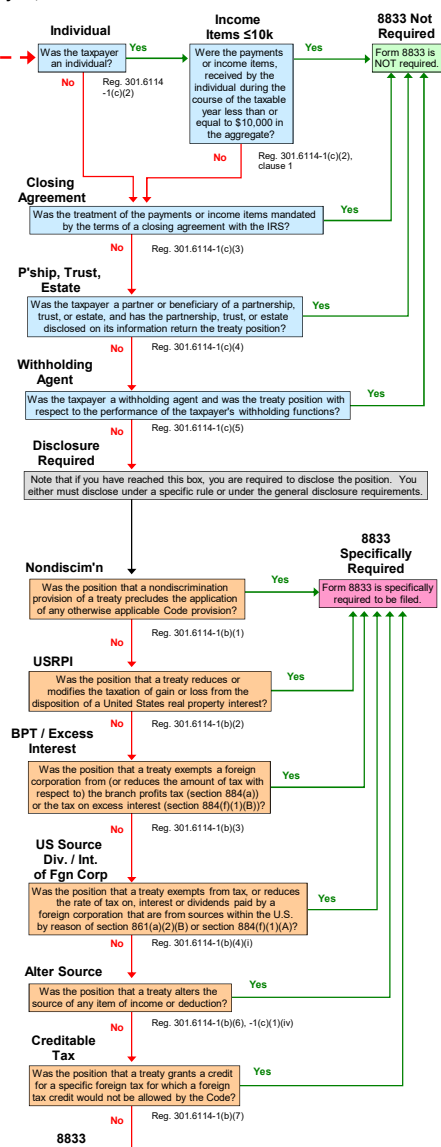 Individual
Income
Items ≤10k
8833 Not
Required
Was the taxpayer
an individual?
Yes
Were the payments
or income items,
received by the
individual during the
course of the taxable
year less than or
equal to $10,000 in
the aggregate?
Yes
Form 8833 is
NOT required.
No
Reg. 301.6114
-1(c)(2)
No
Reg. 301.6114-1(c)(2),
clause 1
Closing
Agreement
Was the treatment of the payments or income items mandated
by the terms of a closing agreement with the IRS?
Yes
No
Reg. 301.6114-1(c)(3)
P'ship, Trust,
Estate
Was the taxpayer a partner or beneficiary of a partnership,
trust, or estate, and has the partnership, trust, or estate
disclosed on its information return the treaty position?
Yes
No
Reg. 301.6114-1(c)(4)
Withholding
Agent
Was the taxpayer a withholding agent and was the treaty position with
respect to the performance of the taxpayer's withholding functions?
Yes
No
Reg. 301.6114-1(c)(5)
Disclosure
Required
Note that if you have reached this box, you are required to disclose the position. You
either must disclose under a specific rule or under the general disclosure requirements.
8833
Specifically
Required
Nondiscim'n
Was the position that a nondiscrimination
provision of a treaty precludes the application
of any otherwise applicable Code provision?
Yes
Form 8833 is specifically
required to be filed.
No
Reg. 301.6114-1(b)(1)
USRPI
Was the position that a treaty reduces or
modifies the taxation of gain or loss from the
disposition of a United States real property interest?
Yes
No
Reg. 301.6114-1(b)(2)
BPT / Excess
Interest
Was the position that a treaty exempts a foreign
corporation from (or reduces the amount of tax with
respect to) the branch profits tax (section 884(a))
or the tax on excess interest (section 884(f)(1)(B))?
Yes
No
Reg. 301.6114-1(b)(3)
US Source
Div. / Int.
of Fgn Corp
Was the position that a treaty exempts from tax, or reduces
the rate of tax on, interest or dividends paid by a
foreign corporation that are from sources within the U.S.
by reason of section 861(a)(2)(B) or section 884(f)(1)(A)?
Yes
No
Reg. 301.6114-1(b)(4)(i)
Alter Source
Was the position that a treaty alters the
source of any item of income or deduction?
Yes
No
Reg. 301.6114-1(b)(6), -1(c)(1)(iv)
Creditable
Tax
Was the position that a treaty grants a credit
for a specific foreign tax for which a foreign
tax credit would not be allowed by the Code?
Yes
No
Reg. 301.6114-1(b)(7)
8833